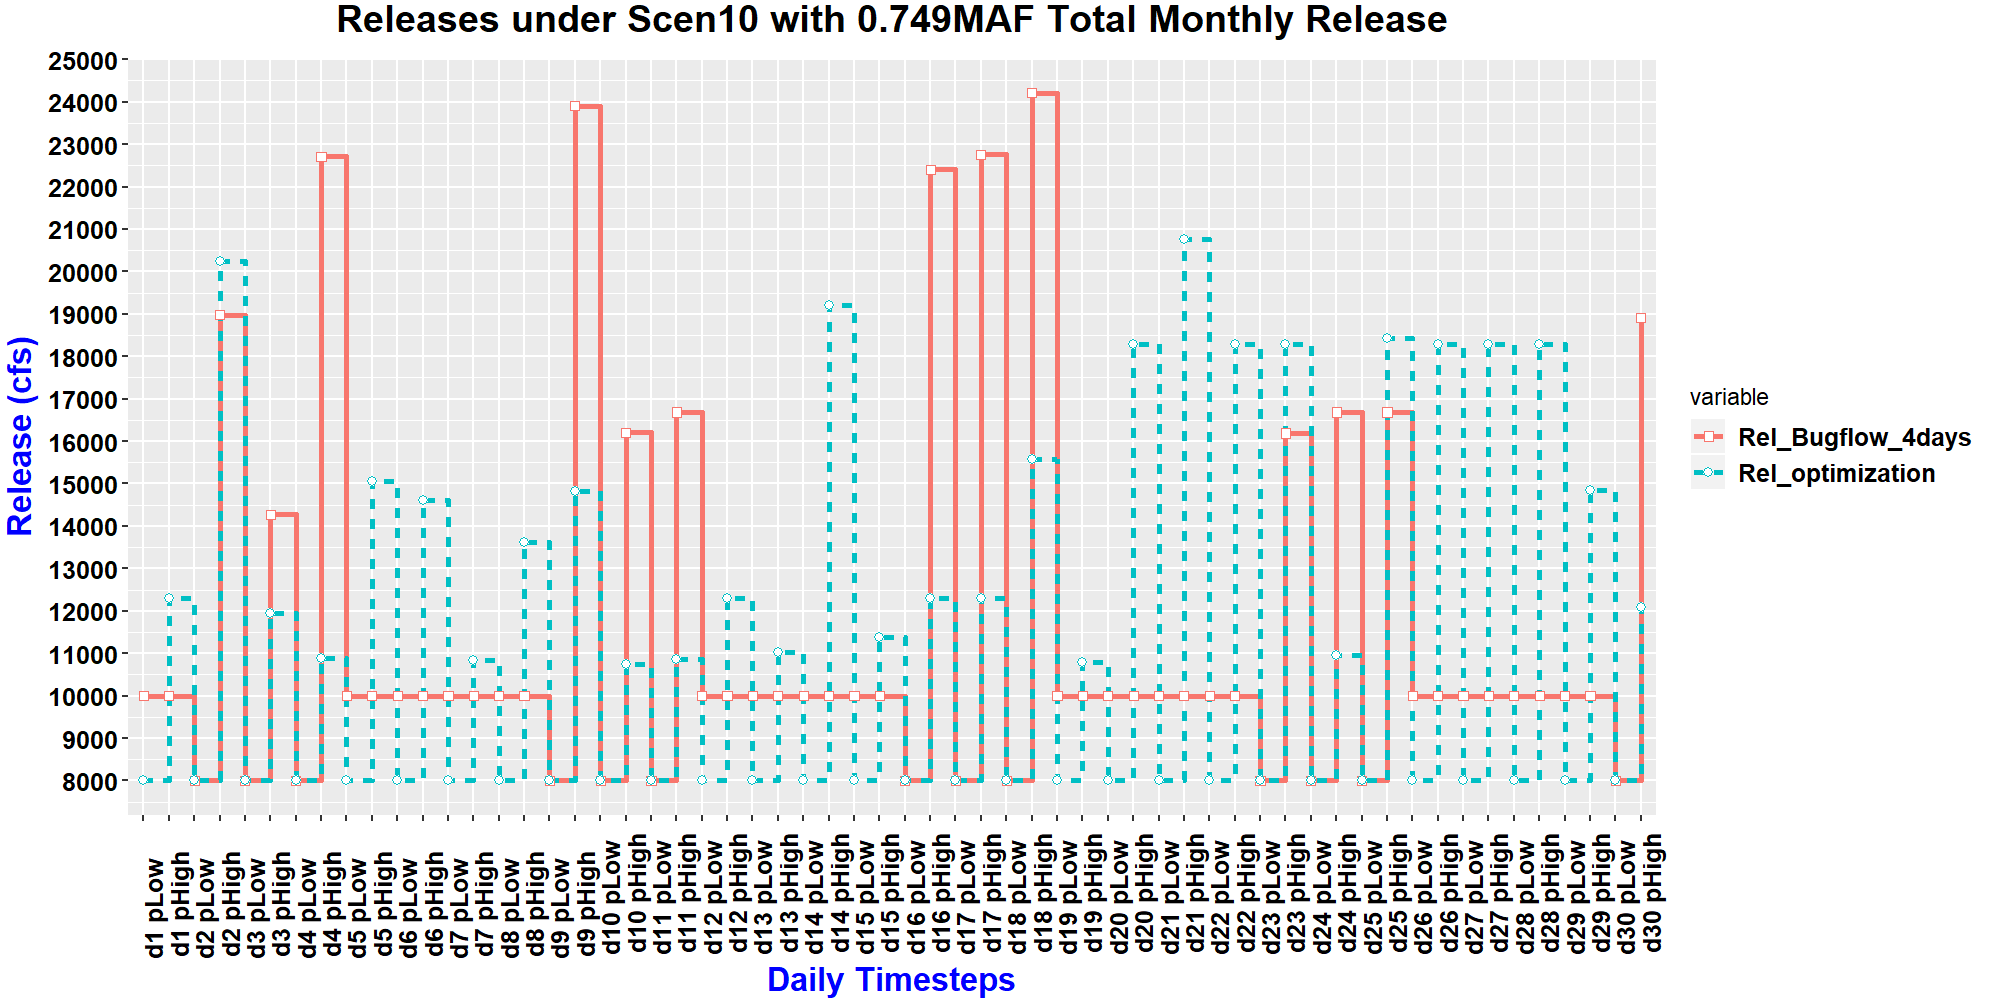 Releases under Scen10 with 0.749MAF Total Monthly Release
Release (cfs)
25000
24000
23000
22000
21000
20000
19000
18000
17000
16000
15000
14000
13000
12000
11000
10000
9000
8000
d1 pLow
d1 pHigh
d2 pLow
d2 pHigh
d3 pLow
d3 pHigh
d4 pLow
d4 pHigh
d5 pLow
d5 pHigh
d6 pLow
d6 pHigh
d7 pLow
d7 pHigh
d8 pLow
d8 pHigh
d9 pLow
d9 pHigh
d10 pLow
d10 pHigh
d11 pLow
d11 pHigh
d12 pLow
d12 pHigh
d13 pLow
d13 pHigh
d14 pLow
d14 pHigh
d15 pLow
d15 pHigh
d16 pLow
d16 pHigh
d17 pLow
d17 pHigh
d18 pLow
d18 pHigh
d19 pLow
d19 pHigh
d20 pLow
d20 pHigh
d21 pLow
d21 pHigh
d22 pLow
d22 pHigh
d23 pLow
d23 pHigh
d24 pLow
d24 pHigh
d25 pLow
d25 pHigh
d26 pLow
d26 pHigh
d27 pLow
d27 pHigh
d28 pLow
d28 pHigh
d29 pLow
d29 pHigh
d30 pLow
d30 pHigh
Daily Timesteps
variable
Rel_Bugflow_4days
Rel_optimization